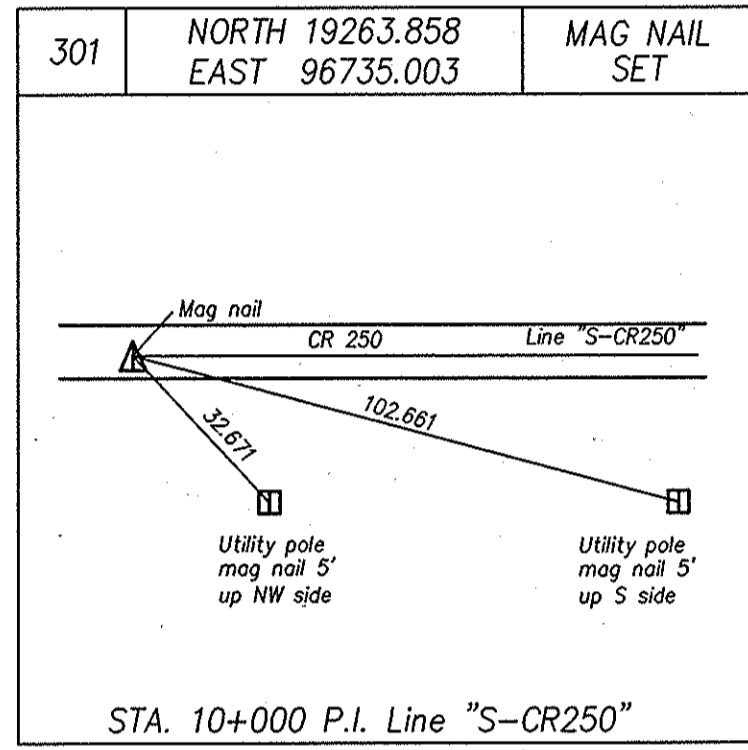 301
NORTH 19263.858
EAST 96735.003
MAG NAIL
SET
Mag nail
CR 250
Line "S-CR250"
32.671
102.661
Utility pole
mag nail 5'
up NW side
Utility pole
mag nail 5'
up S side
STA. 10+000 P.I. Line "S-CR250"